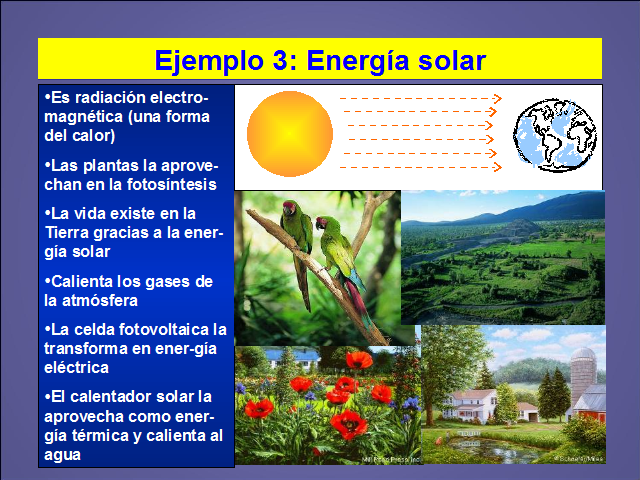 Ejemplo 3: Energía solar
•Es radiación electro-
magnética (una forma
del calor)
•Las plantas la aprove-
chan en la fotosíntesis
•La vida existe en la
Tierra gracias a la ener-
gía solar
•Calienta los gases de
la atmósfera
•La celda fotovoltaica la
transforma en ener-gía
eléctrica
•El calentador solar la
aprovecha como ener-
gía térmica y calienta al
agua